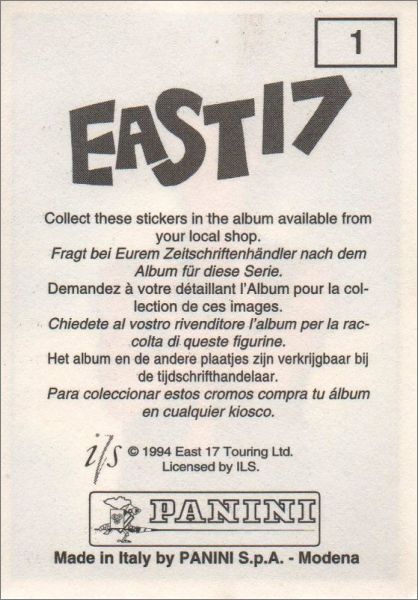 1
EAST 17
Collect these stickers in the album available from
your local shop.
Fragt bei Eurem Zeitschriftenhändler nach dem
Album für diese Serie.
Demandez à votre détaillant l'Album pour la col-
lection de ces images.
Chiedete al vostro rivenditore l'album per la rac-
colta di queste figurine.
Het album en de andere plaatjes zijn verkrijgbaar bij
de tijdschrifthandelaar.
Para coleccionar estos cromos compra tu álbum
en cualquier kiosco.
ils © 1994 East 17 Touring Ltd.
Licensed by ILS.
PANINI
Made in Italy by PANINI S.p.A. - Modena